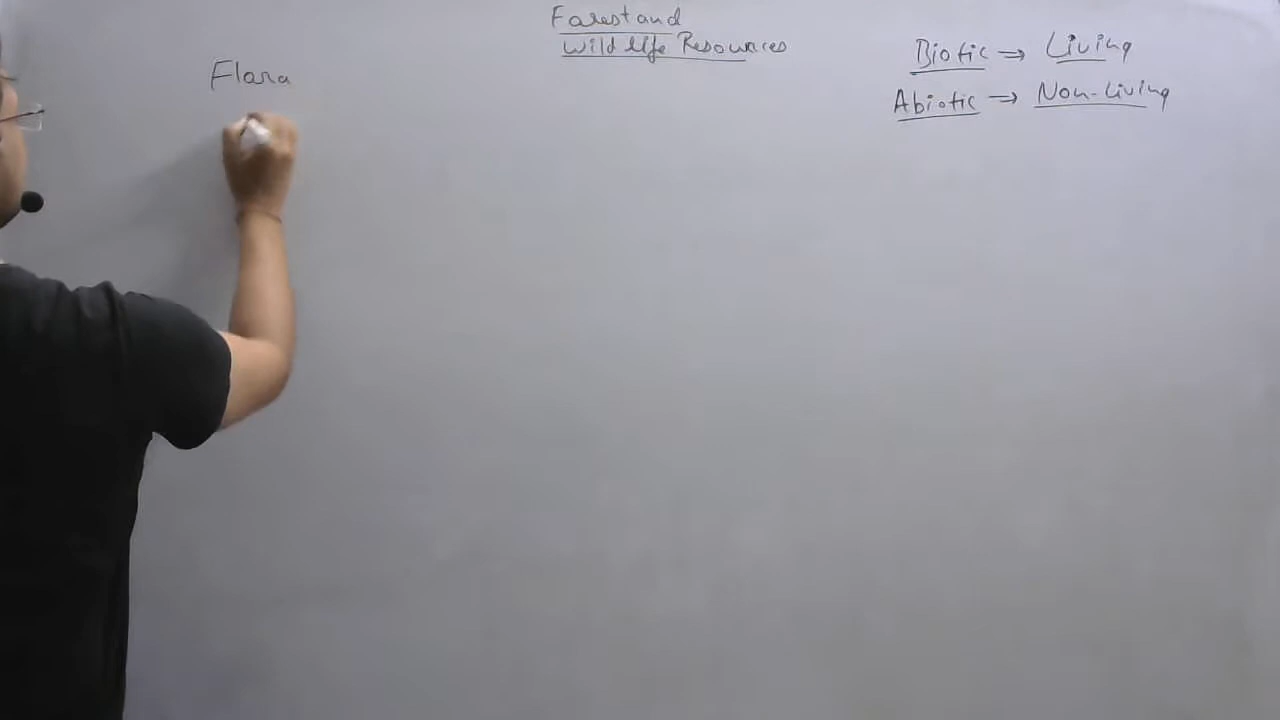 Forest and
Wild life Resources
Biotic → Living
Abiotic → Non-Living
Flora